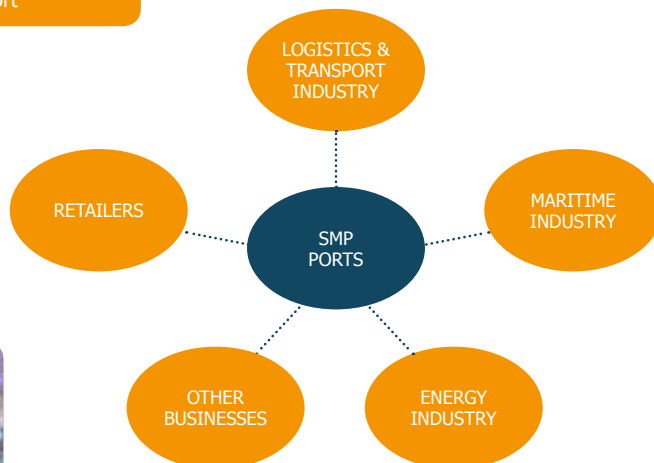 LOGISTICS &
TRANSPORT
INDUSTRY
RETAILERS
MARITIME
INDUSTRY
SMP
PORTS
OTHER
BUSINESSES
ENERGY
INDUSTRY